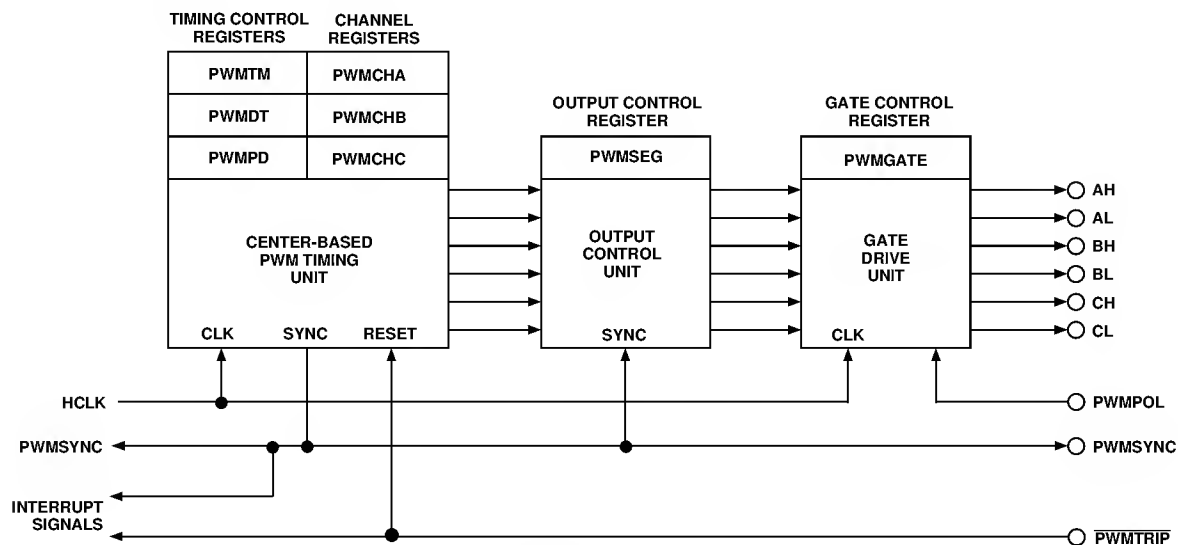 TIMING CONTROL
REGISTERS
CHANNEL
REGISTERS
PWMTM
PWMCHA
PWMDT
PWMCHB
PWMPD
PWMCHC
OUTPUT CONTROL
REGISTER
PWMSEG
GATE CONTROL
REGISTER
PWMGATE
CENTER-BASED
PWM TIMING
UNIT
OUTPUT
CONTROL
UNIT
GATE
DRIVE
UNIT
AH
AL
BH
BL
CH
CL
CLK
SYNC
RESET
SYNC
CLK
HCLK
PWMPOL
PWMSYNC
PWMSYNC
INTERRUPT
SIGNALS
PWMTRIP